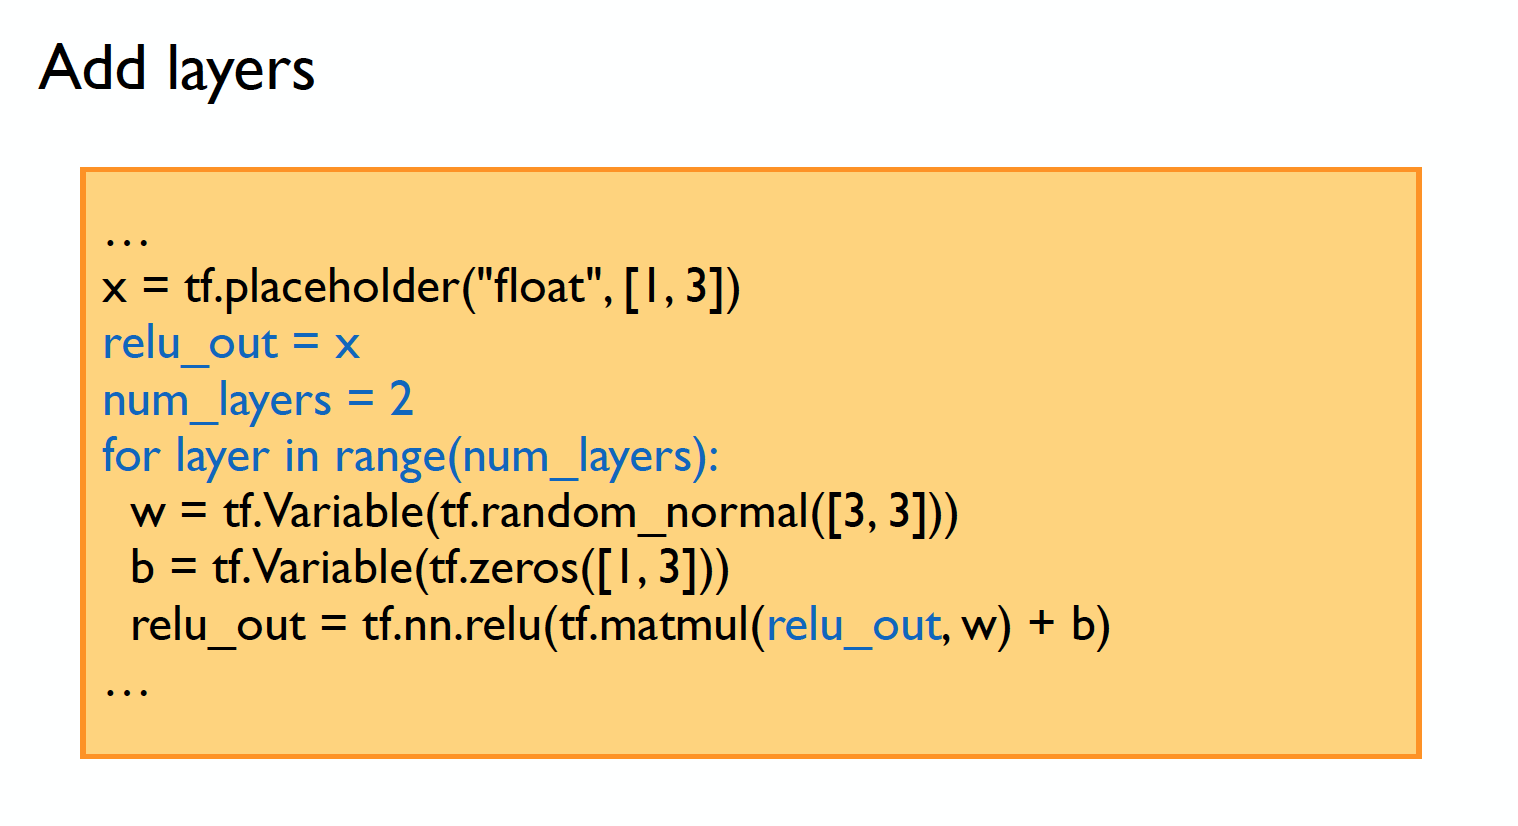 Add layers
…
x = tf.placeholder("float", [1, 3])
relu_out = x
num_layers = 2
for layer in range(num_layers):
  w = tf.Variable(tf.random_normal([3, 3]))
  b = tf.Variable(tf.zeros([1, 3]))
  relu_out = tf.nn.relu(tf.matmul(relu_out, w) + b)
…